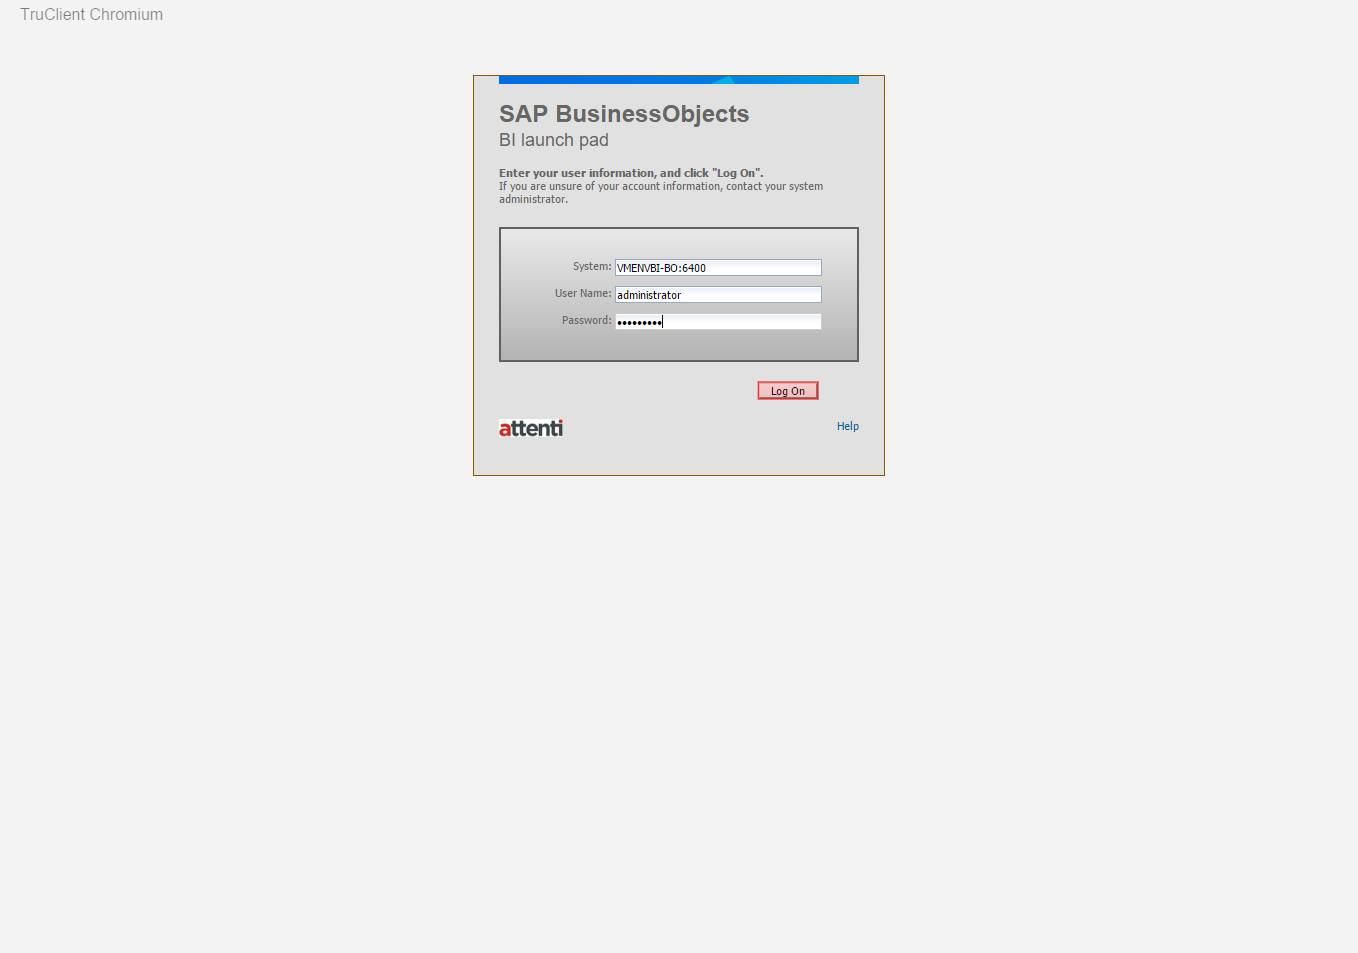 TruClient Chromium
SAP BusinessObjects
BI launch pad
Enter your user information, and click "Log On".
If you are unsure of your account information, contact your system
administrator.
System: VMENVBI-BO:6400
User Name: administrator
Password: •••••••••
Log On
attenti
Help